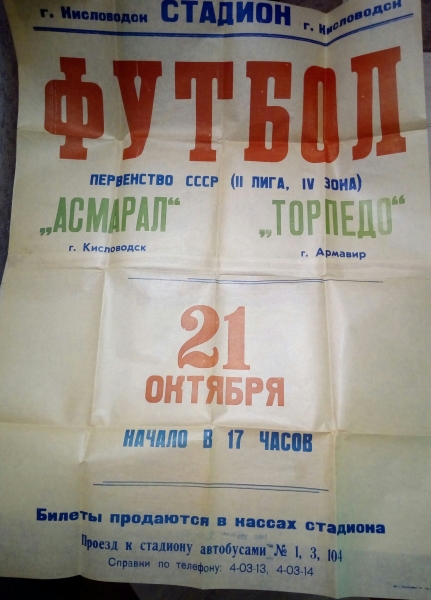 г. Кисловодск СТАДИОН г. Кисловодск
ФУТБОЛ
ПЕРВЕНСТВО СССР (II ЛИГА, IV ЗОНА)
„АСМАРАЛ“ „ТОРПЕДО“
г. Кисловодск г. Армавир
21
ОКТЯБРЯ
НАЧАЛО В 17 ЧАСОВ
Билеты продаются в кассах стадиона
Проезд к стадиону автобусами № 1, 3, 104
Справки по телефону: 4-03-13, 4-03-14